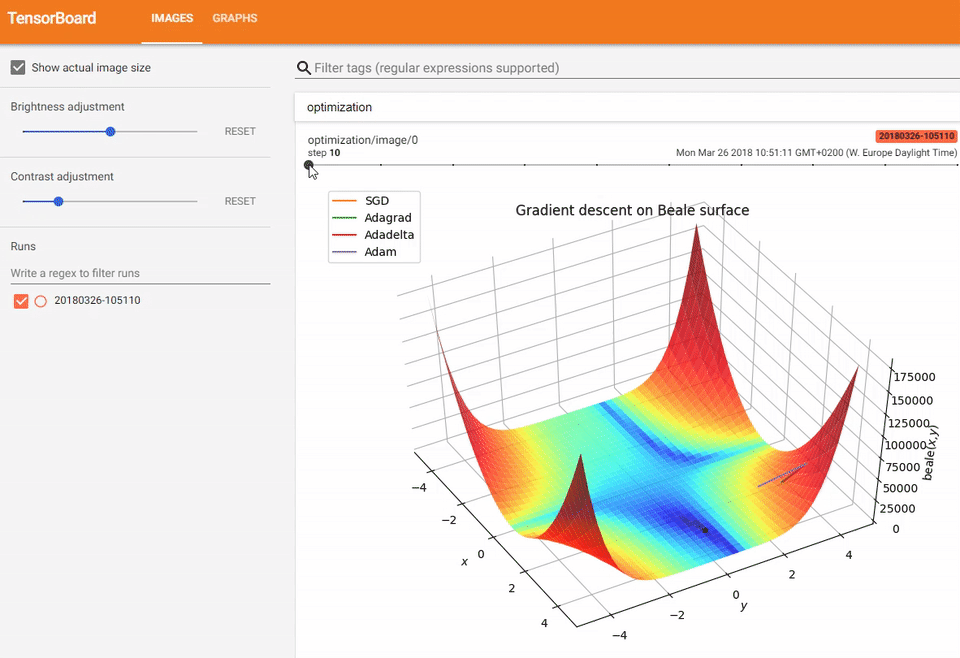 TensorBoard
IMAGES
GRAPHS
Show actual image size
Brightness adjustment
RESET
Contrast adjustment
RESET
Runs
Write a regex to filter runs
20180326-105110
Filter tags (regular expressions supported)
optimization
optimization/image/0
20180326-105110
step 10
Mon Mar 26 2018 10:51:11 GMT+0200 (W. Europe Daylight Time)
SGD
Adagrad
Adadelta
Adam
Gradient descent on Beale surface
175000
150000
125000
100000
75000
50000
25000
0
beale(x,y)
−4
−2
0
2
4
x
−4
−2
0
2
4
y